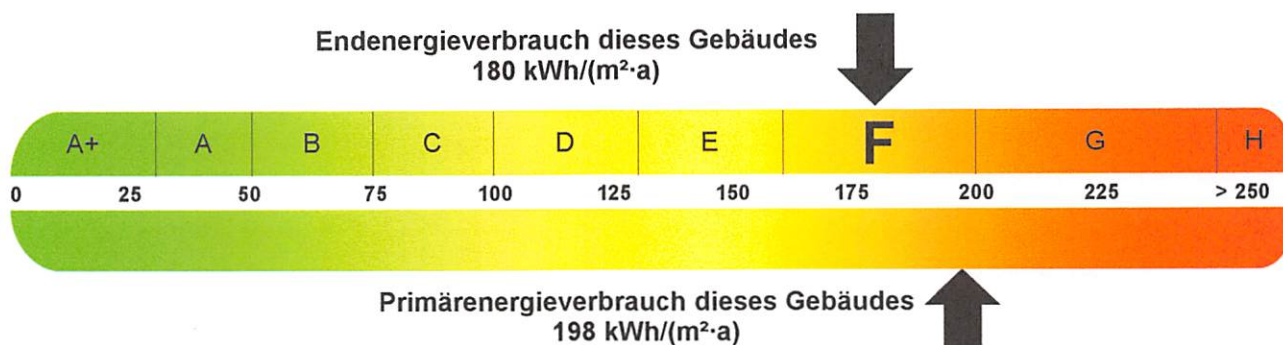 Endenergieverbrauch dieses Gebäudes
180 kWh/(m²·a)
A+ A B C D E F G H
0 25 50 75 100 125 150 175 200 225 > 250
Primärenergieverbrauch dieses Gebäudes
198 kWh/(m²·a)